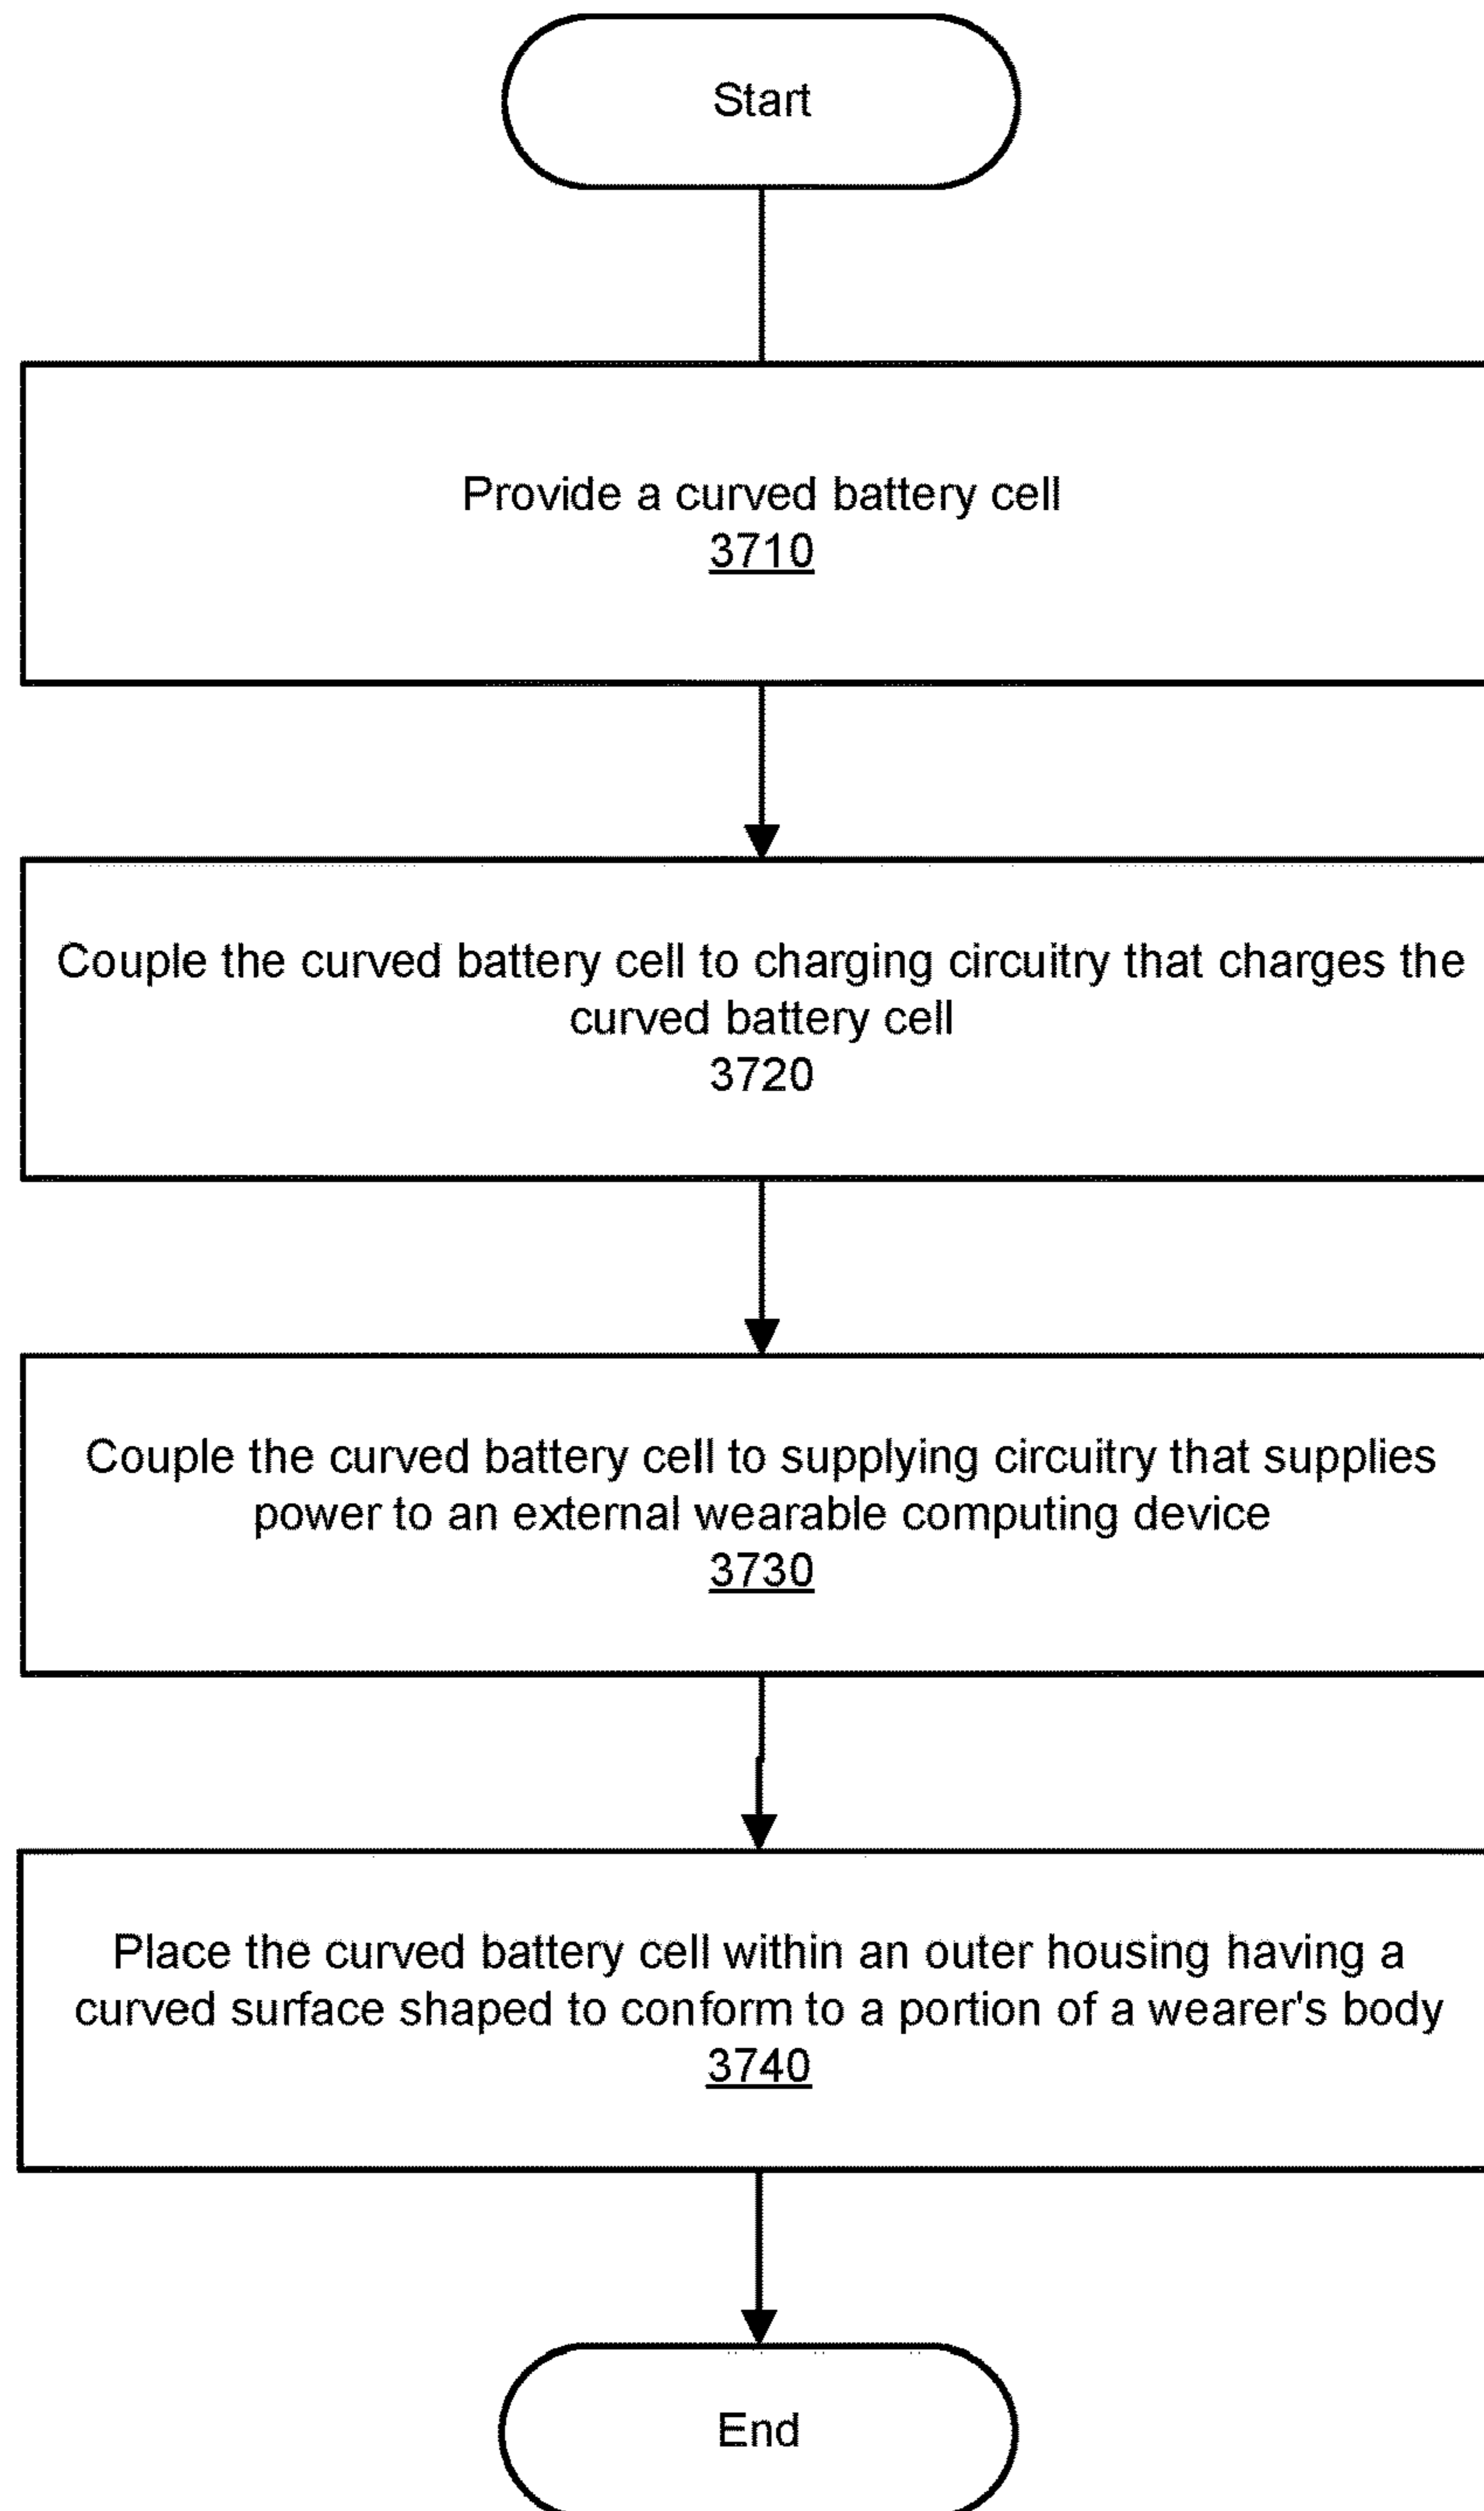 Start
Provide a curved battery cell
3710
Couple the curved battery cell to charging circuitry that charges the
curved battery cell
3720
Couple the curved battery cell to supplying circuitry that supplies
power to an external wearable computing device
3730
Place the curved battery cell within an outer housing having a
curved surface shaped to conform to a portion of a wearer's body
3740
End